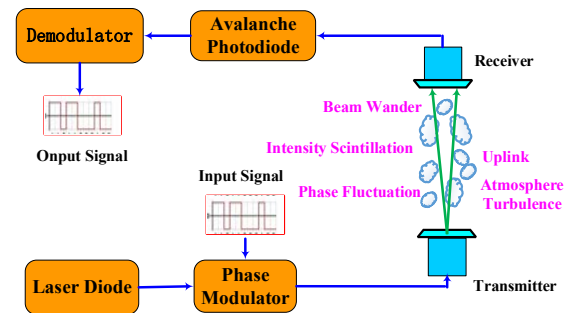 Demodulator
Avalanche
Photodiode
Receiver
Beam Wander
Onput Signal
Intensity Scintillation
Uplink
Input Signal
Phase Fluctuation
Atmosphere
Turbulence
Laser Diode
Phase
Modulator
Transmitter